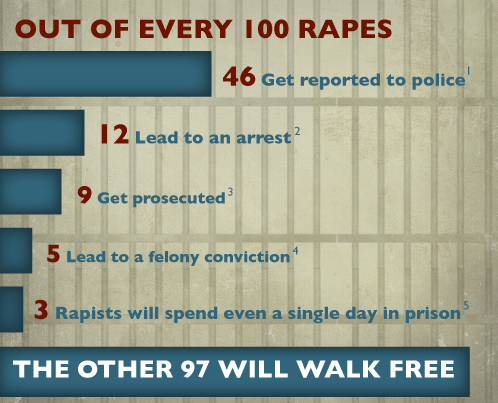 OUT OF EVERY 100 RAPES
46 Get reported to police¹
12 Lead to an arrest²
9 Get prosecuted³
5 Lead to a felony conviction⁴
3 Rapists will spend even a single day in prison⁵
THE OTHER 97 WILL WALK FREE